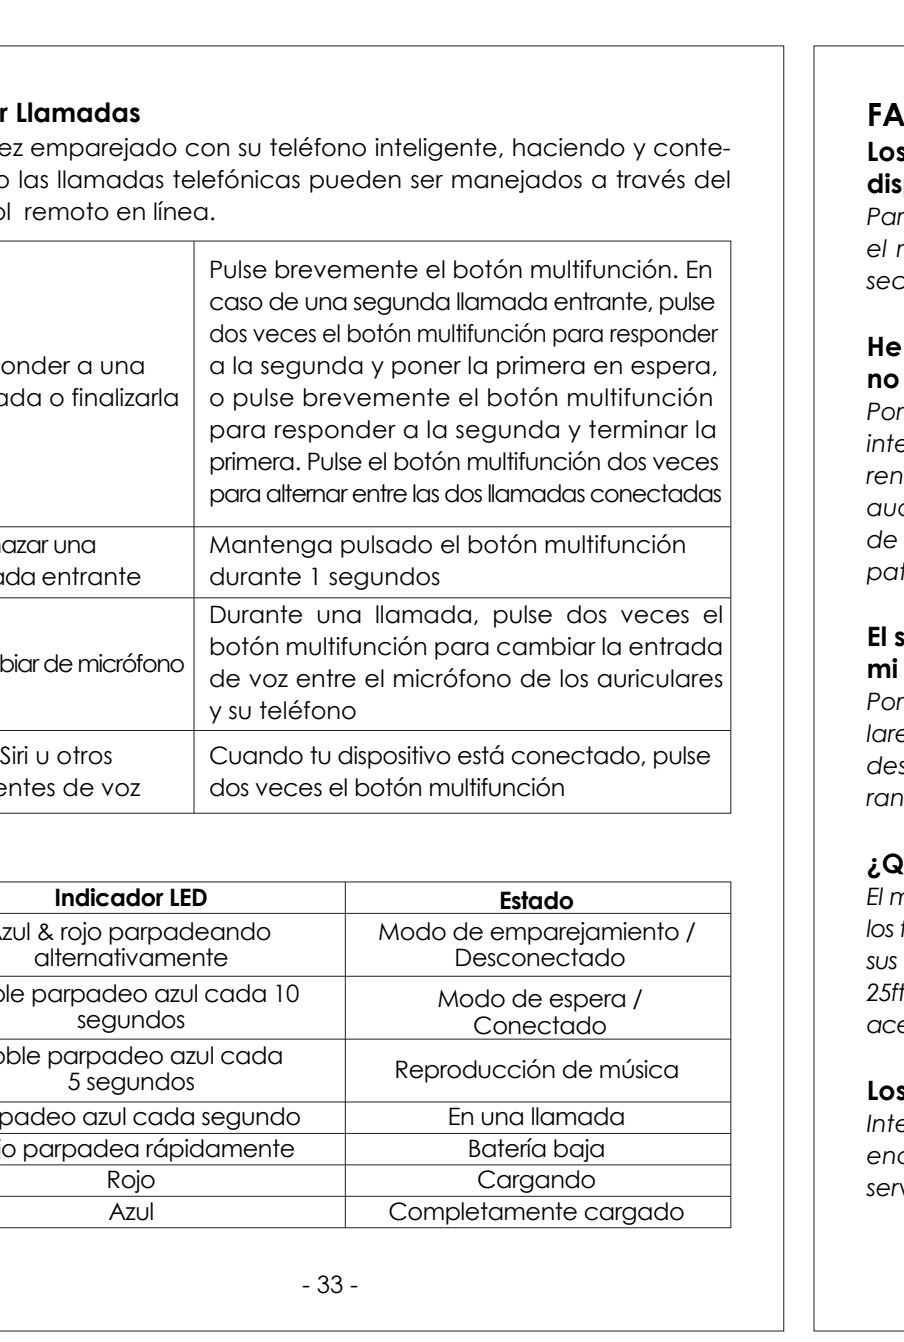 r Llamadas
ez emparejado con su teléfono inteligente, haciendo y conte-
o las llamadas telefónicas pueden ser manejados a través del
ol remoto en línea.
onder a una
ada o finalizarla
Pulse brevemente el botón multifunción. En
caso de una segunda llamada entrante, pulse
dos veces el botón multifunción para responder
a la segunda y poner la primera en espera,
o pulse brevemente el botón multifunción
para responder a la segunda y terminar la
primera. Pulse el botón multifunción dos veces
para alternar entre las dos llamadas conectadas
azar una
ada entrante
Mantenga pulsado el botón multifunción
durante 1 segundos
biar de micrófono
Durante una llamada, pulse dos veces el
botón multifunción para cambiar la entrada
de voz entre el micrófono de los auriculares
y su teléfono
Siri u otros
entes de voz
Cuando tu dispositivo está conectado, pulse
dos veces el botón multifunción
Indicador LED
Estado
zul & rojo parpadeando
alternativamente
Modo de emparejamiento /
Desconectado
ole parpadeo azul cada 10
segundos
Modo de espera /
Conectado
oble parpadeo azul cada
5 segundos
Reproducción de música
padeo azul cada segundo
En una llamada
jo parpadea rápidamente
Batería baja
Rojo
Cargando
Azul
Completamente cargado
- 33 -
FA
Los
dis
Par
el
sec
He
no
Por
inte
ren
auc
de
pat
El s
mi
Por
lare
des
ran
¿Q
El m
los
sus
25ft
ace
Los
Inte
enc
serv